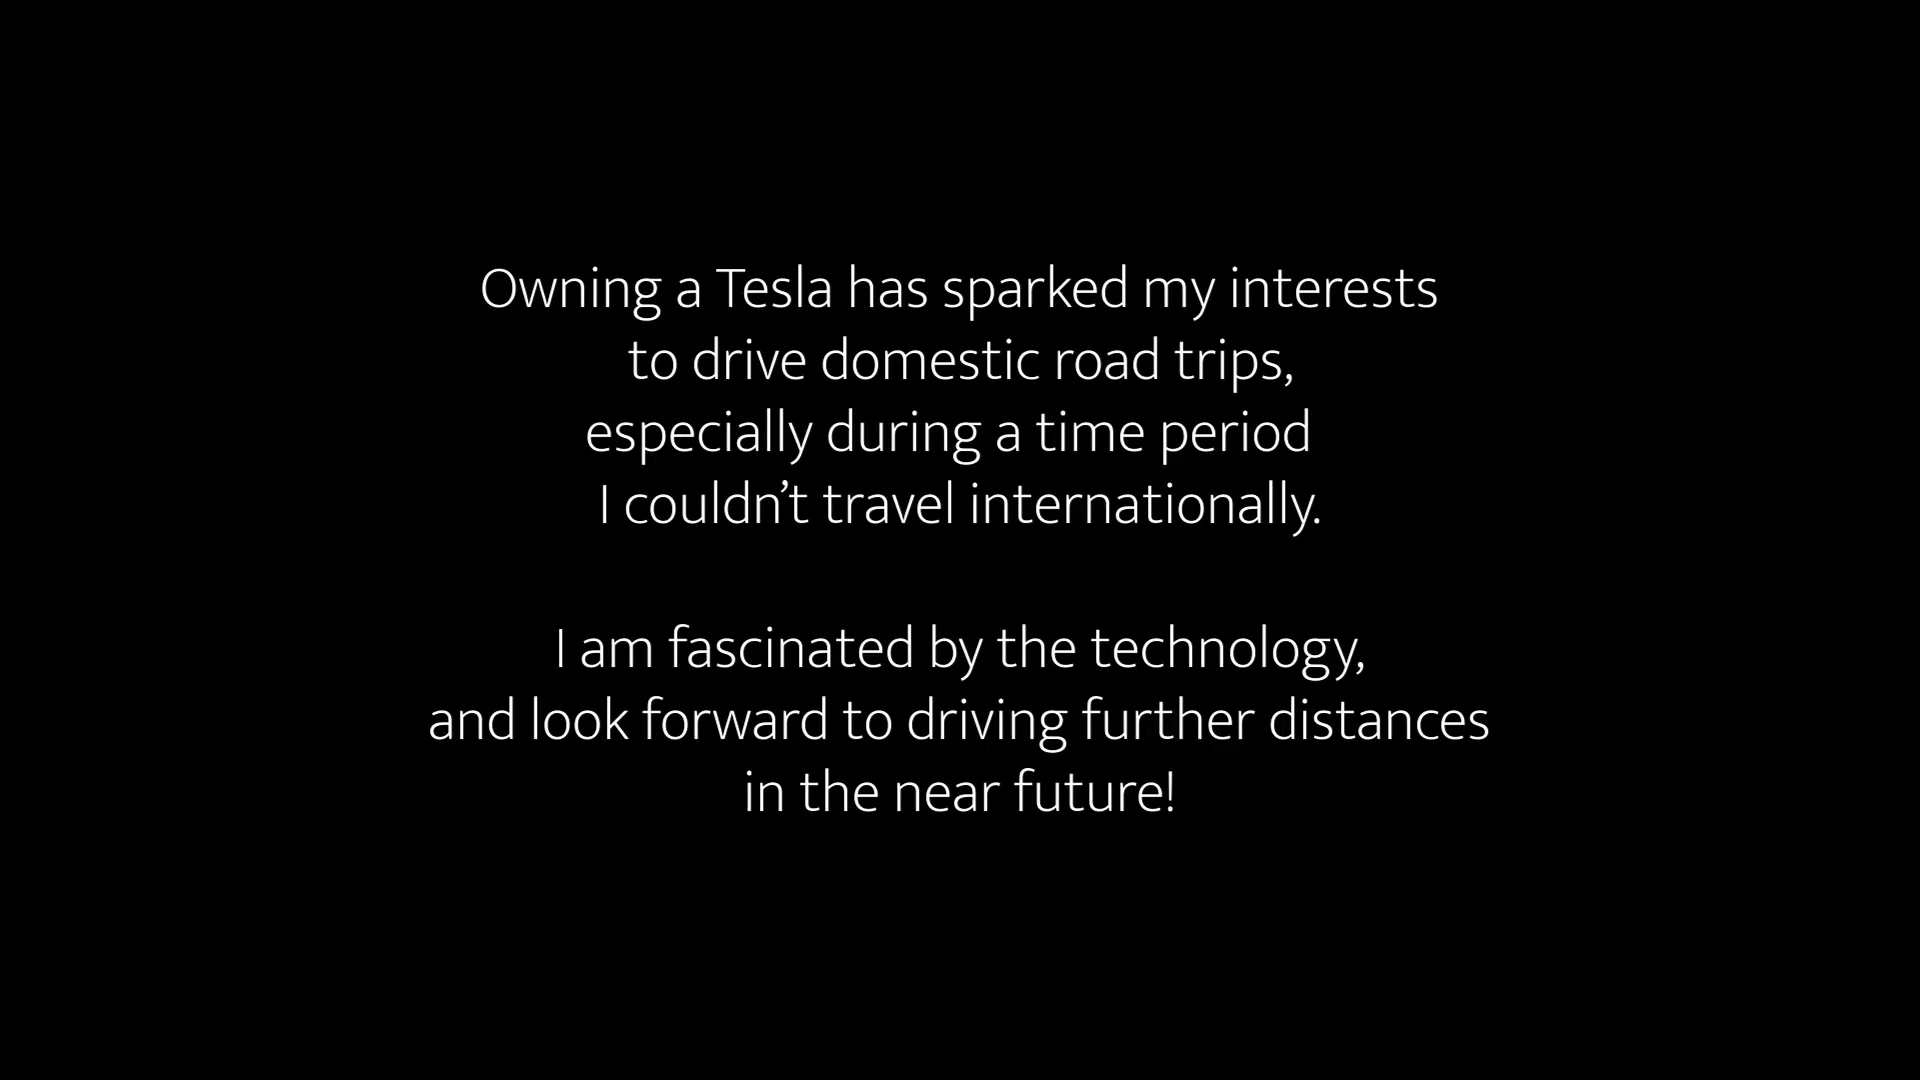 Owning a Tesla has sparked my interests
to drive domestic road trips,
especially during a time period
I couldn’t travel internationally.
I am fascinated by the technology,
and look forward to driving further distances
in the near future!